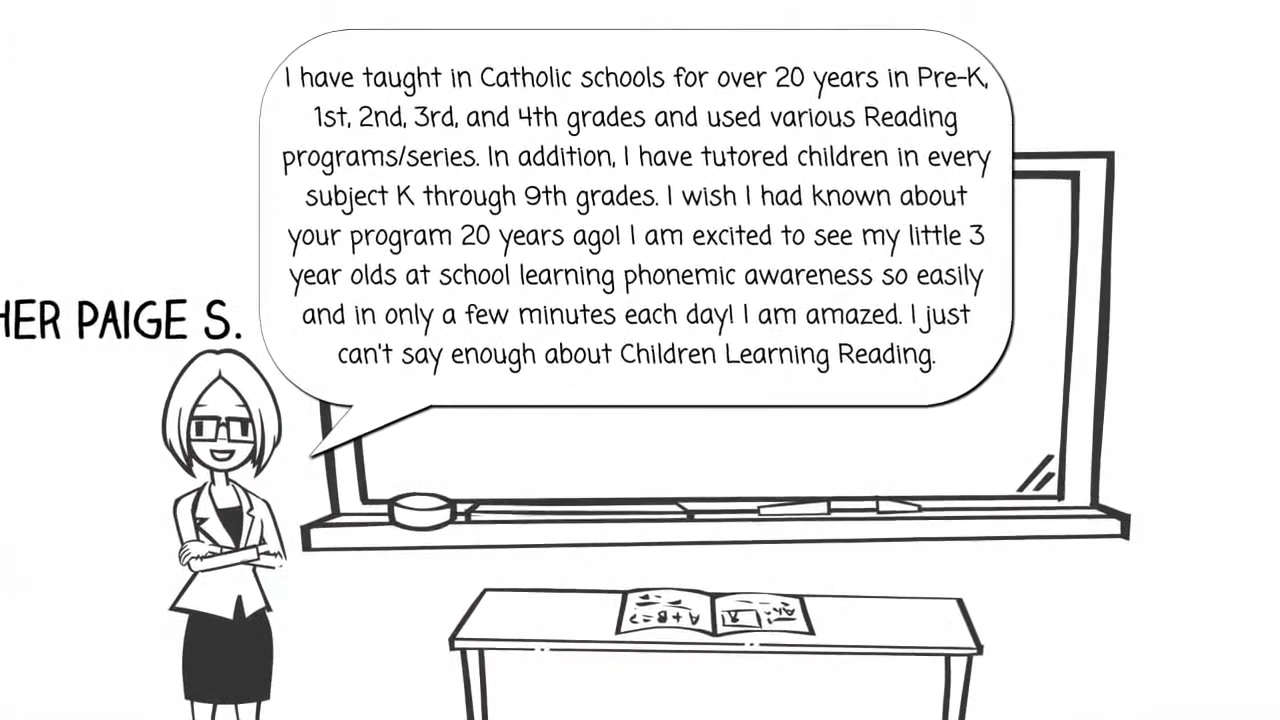 I have taught in Catholic schools for over 20 years in Pre-K,
1st, 2nd, 3rd, and 4th grades and used various Reading
programs/series. In addition, I have tutored children in every
subject K through 9th grades. I wish I had known about
your program 20 years ago! I am excited to see my little 3
year olds at school learning phonemic awareness so easily
and in only a few minutes each day! I am amazed. I just
can't say enough about Children Learning Reading.
HER PAIGE S.
A+B=